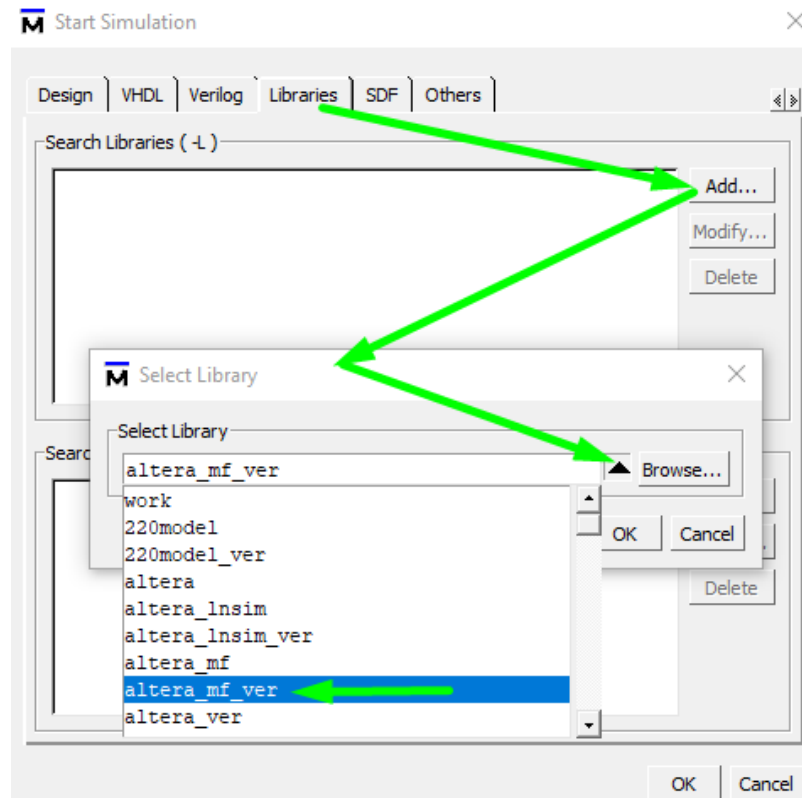 Start Simulation
Design VHDL Verilog Libraries SDF Others
Search Libraries ( -L )
Add...
Modify...
Delete
Select Library
Select Library
altera_mf_ver
Browse...
work
220model
220model_ver
altera
altera_lnsim
altera_lnsim_ver
altera_mf
altera_mf_ver
altera_ver
OK Cancel
Delete
OK Cancel